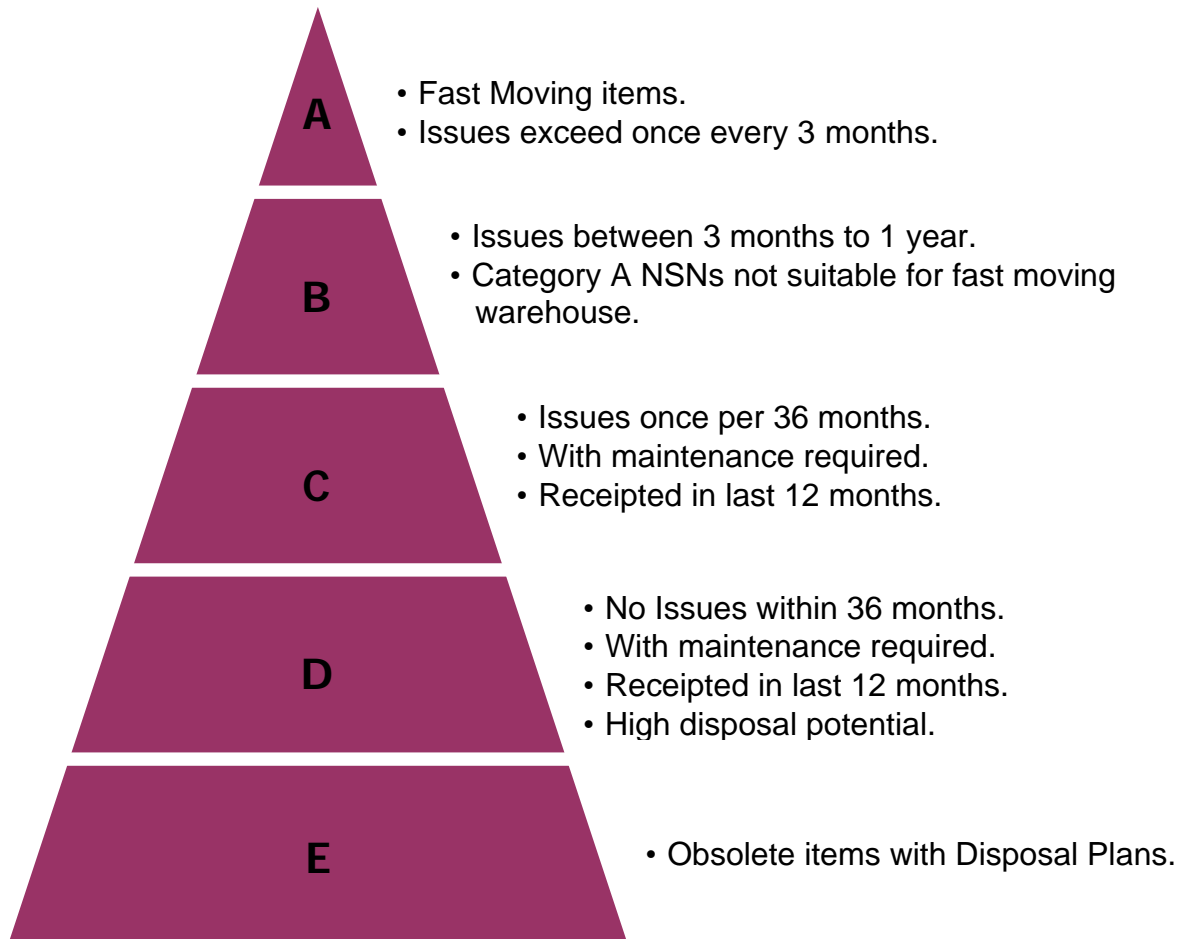 A
• Fast Moving items.
• Issues exceed once every 3 months.
B
• Issues between 3 months to 1 year.
• Category A NSNs not suitable for fast moving
warehouse.
C
• Issues once per 36 months.
• With maintenance required.
• Receipted in last 12 months.
D
• No Issues within 36 months.
• With maintenance required.
• Receipted in last 12 months.
• High disposal potential.
E
• Obsolete items with Disposal Plans.